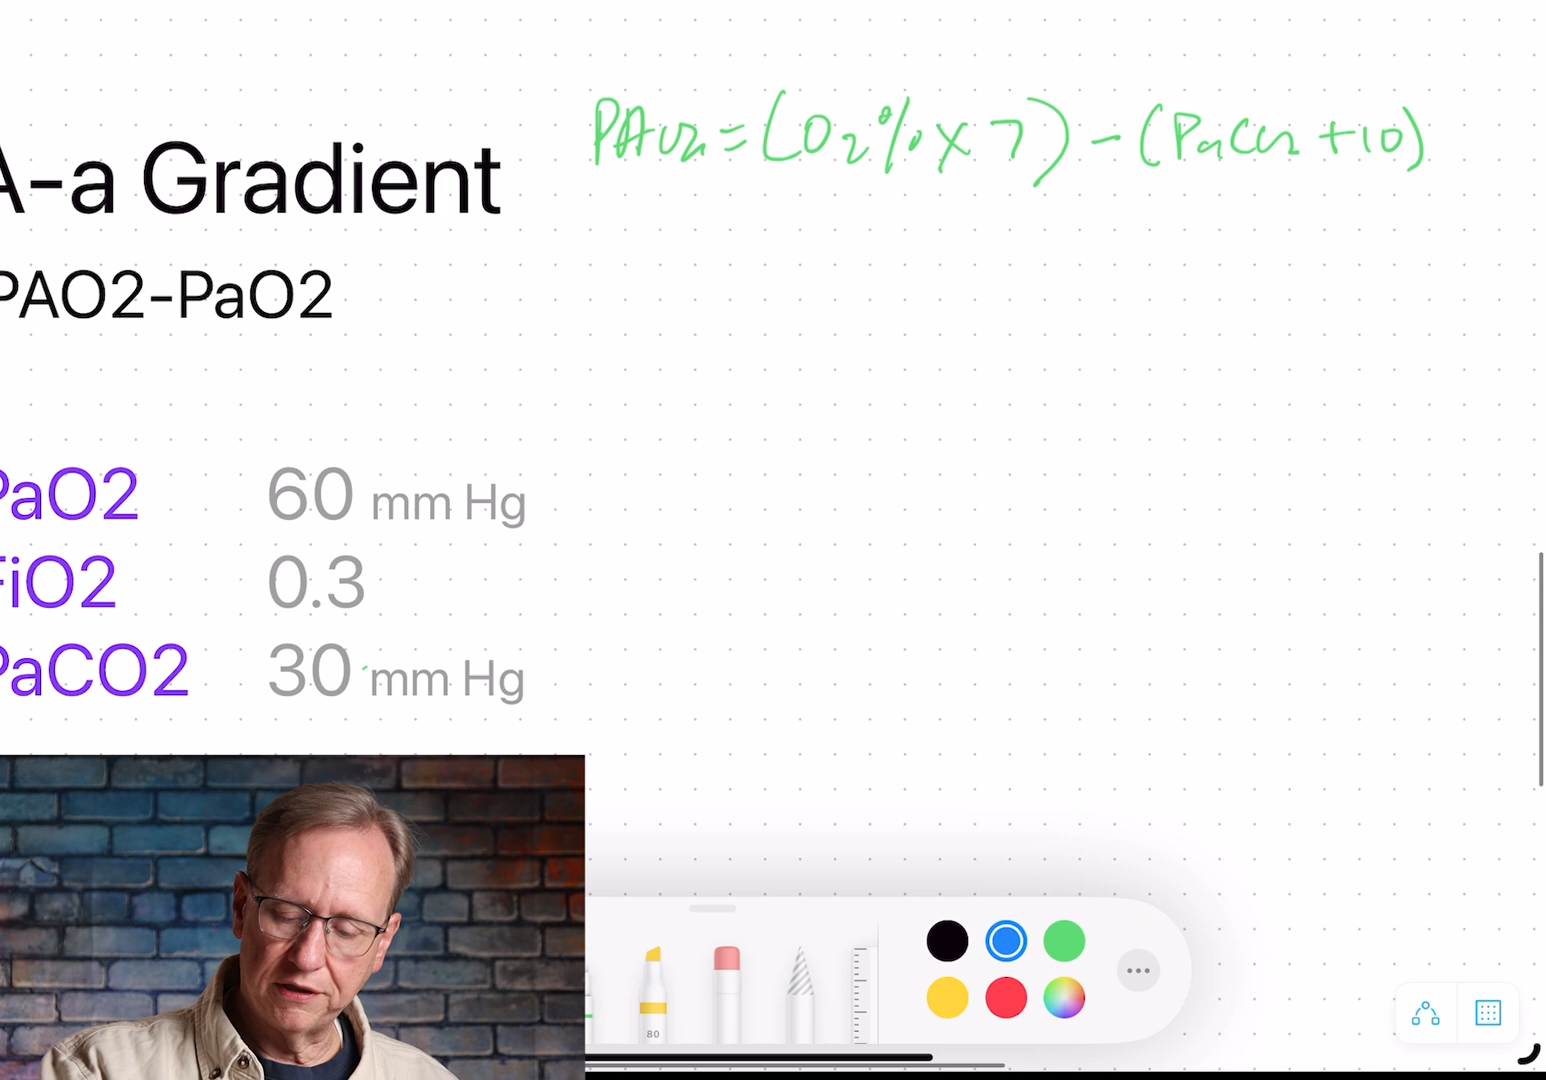 PAO2 = (O2% x 7) - (PaCO2 + 10)
A-a Gradient
PAO2-PaO2
PaO2 60 mm Hg
FiO2 0.3
PaCO2 30 mm Hg
80